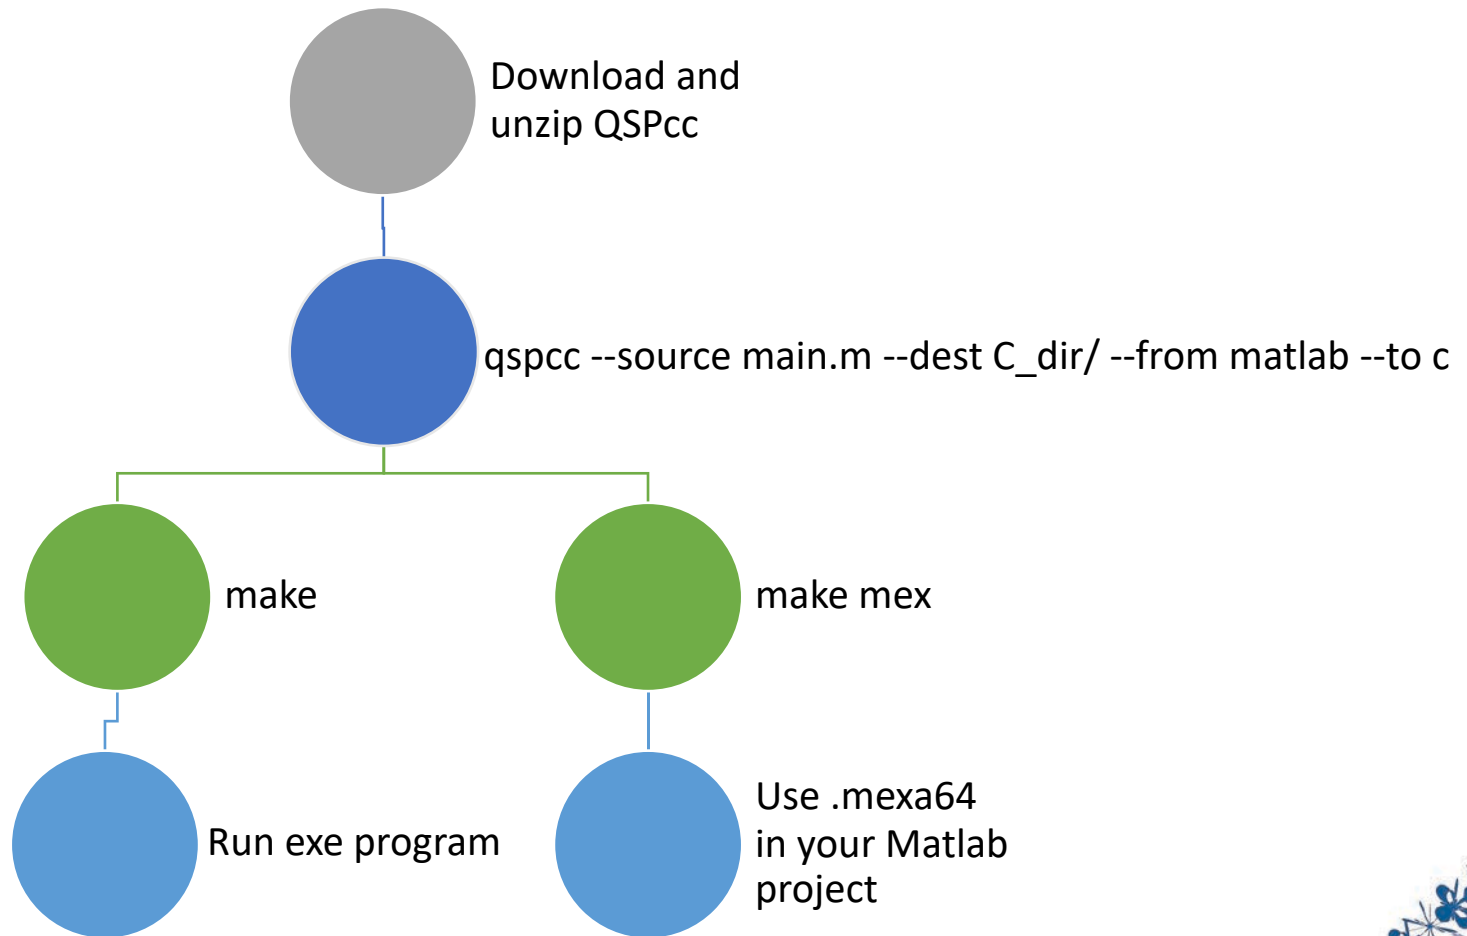 Download and
unzip QSPcc
qspcc --source main.m --dest C_dir/ --from matlab --to c
make
make mex
Run exe program
Use .mexa64
in your Matlab
project